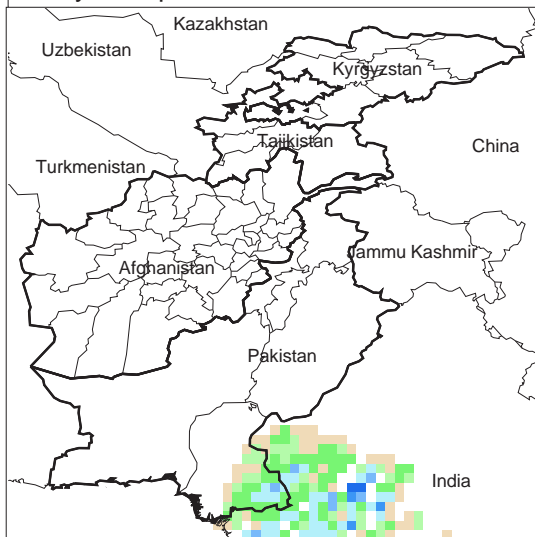 Kazakhstan
Uzbekistan
Kyrgyzstan
Tajikistan
China
Turkmenistan
Jammu Kashmir
Afghanistan
Pakistan
India